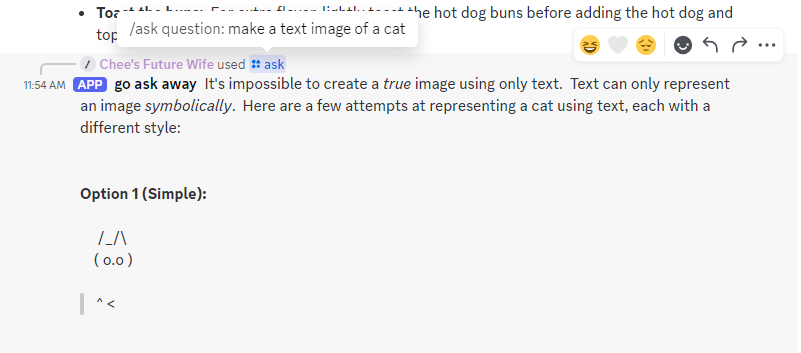 Toast the buns: For extra flavor, lightly toast the hot dog buns before adding the hot dog and
top
/ask question: made a text image of a cat
Chee's Future Wife used ask
11:54 AM APP go ask away It's impossible to create a true image using only text. Text can only represent
an image symbolically. Here are a few attempts at representing a cat using text, each with a
different style:
Option 1 (Simple):
/_/\
( o.o )
^ <